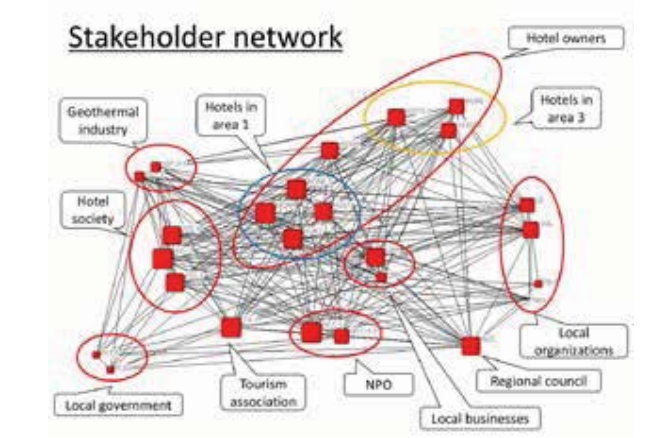 Stakeholder network
Hotel owners
Geothermal
industry
Hotels in
area 1
Hotels in
area 3
Hotel
society
Local
organizations
Regional council
Tourism
association
NPO
Local government
Local businesses